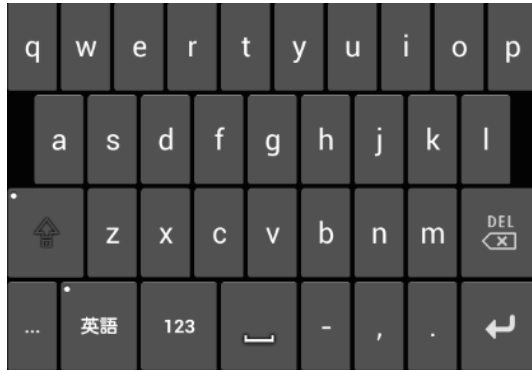 q w e r t y u i o p
a s d f g h j k l
z x c v b n m DEL
... 英語 123 - , .